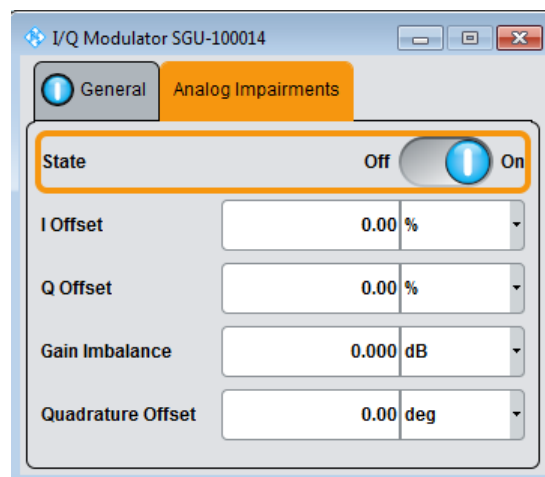 I/Q Modulator SGU-100014
General Analog Impairments
State Off On
I Offset 0.00 %
Q Offset 0.00 %
Gain Imbalance 0.000 dB
Quadrature Offset 0.00 deg